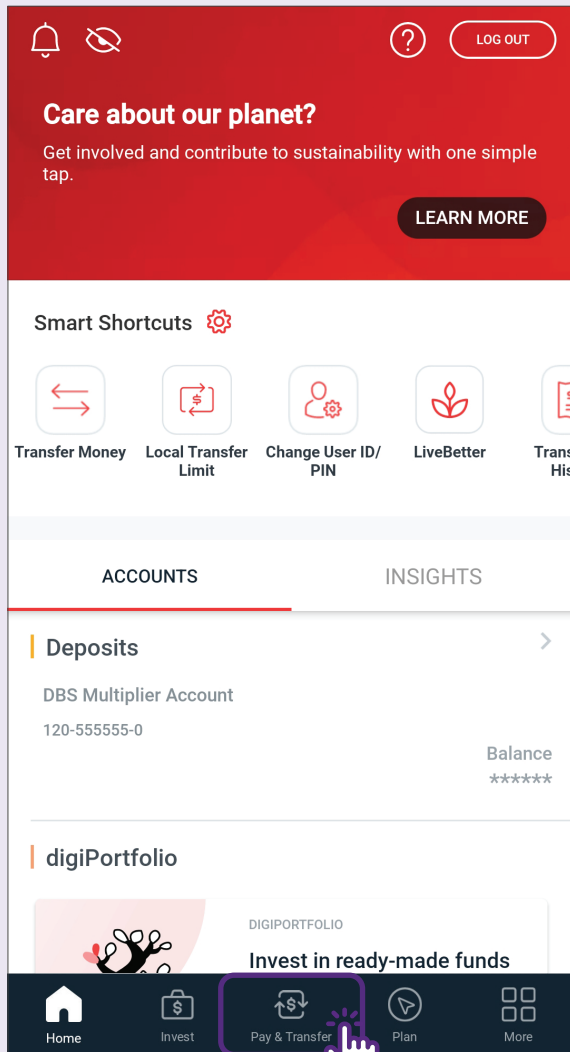 LOG OUT
Care about our planet?
Get involved and contribute to sustainability with one simple
tap.
LEARN MORE
Smart Shortcuts
Transfer Money
Local Transfer
Limit
Change User ID/
PIN
LiveBetter
ACCOUNTS
INSIGHTS
Deposits
DBS Multiplier Account
120-555555-0
Balance
******
digiPortfolio
DIGIPORTFOLIO
Invest in ready-made funds
Home
Invest
Pay & Transfer
Plan
More